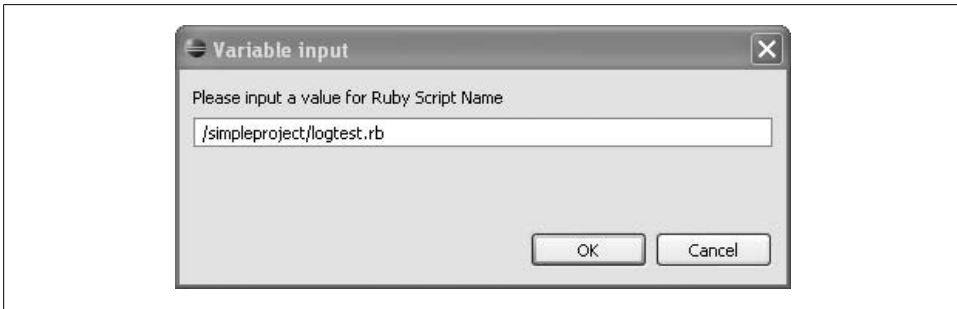 Variable input
Please input a value for Ruby Script Name
/simpleproject/logtest.rb
OK
Cancel